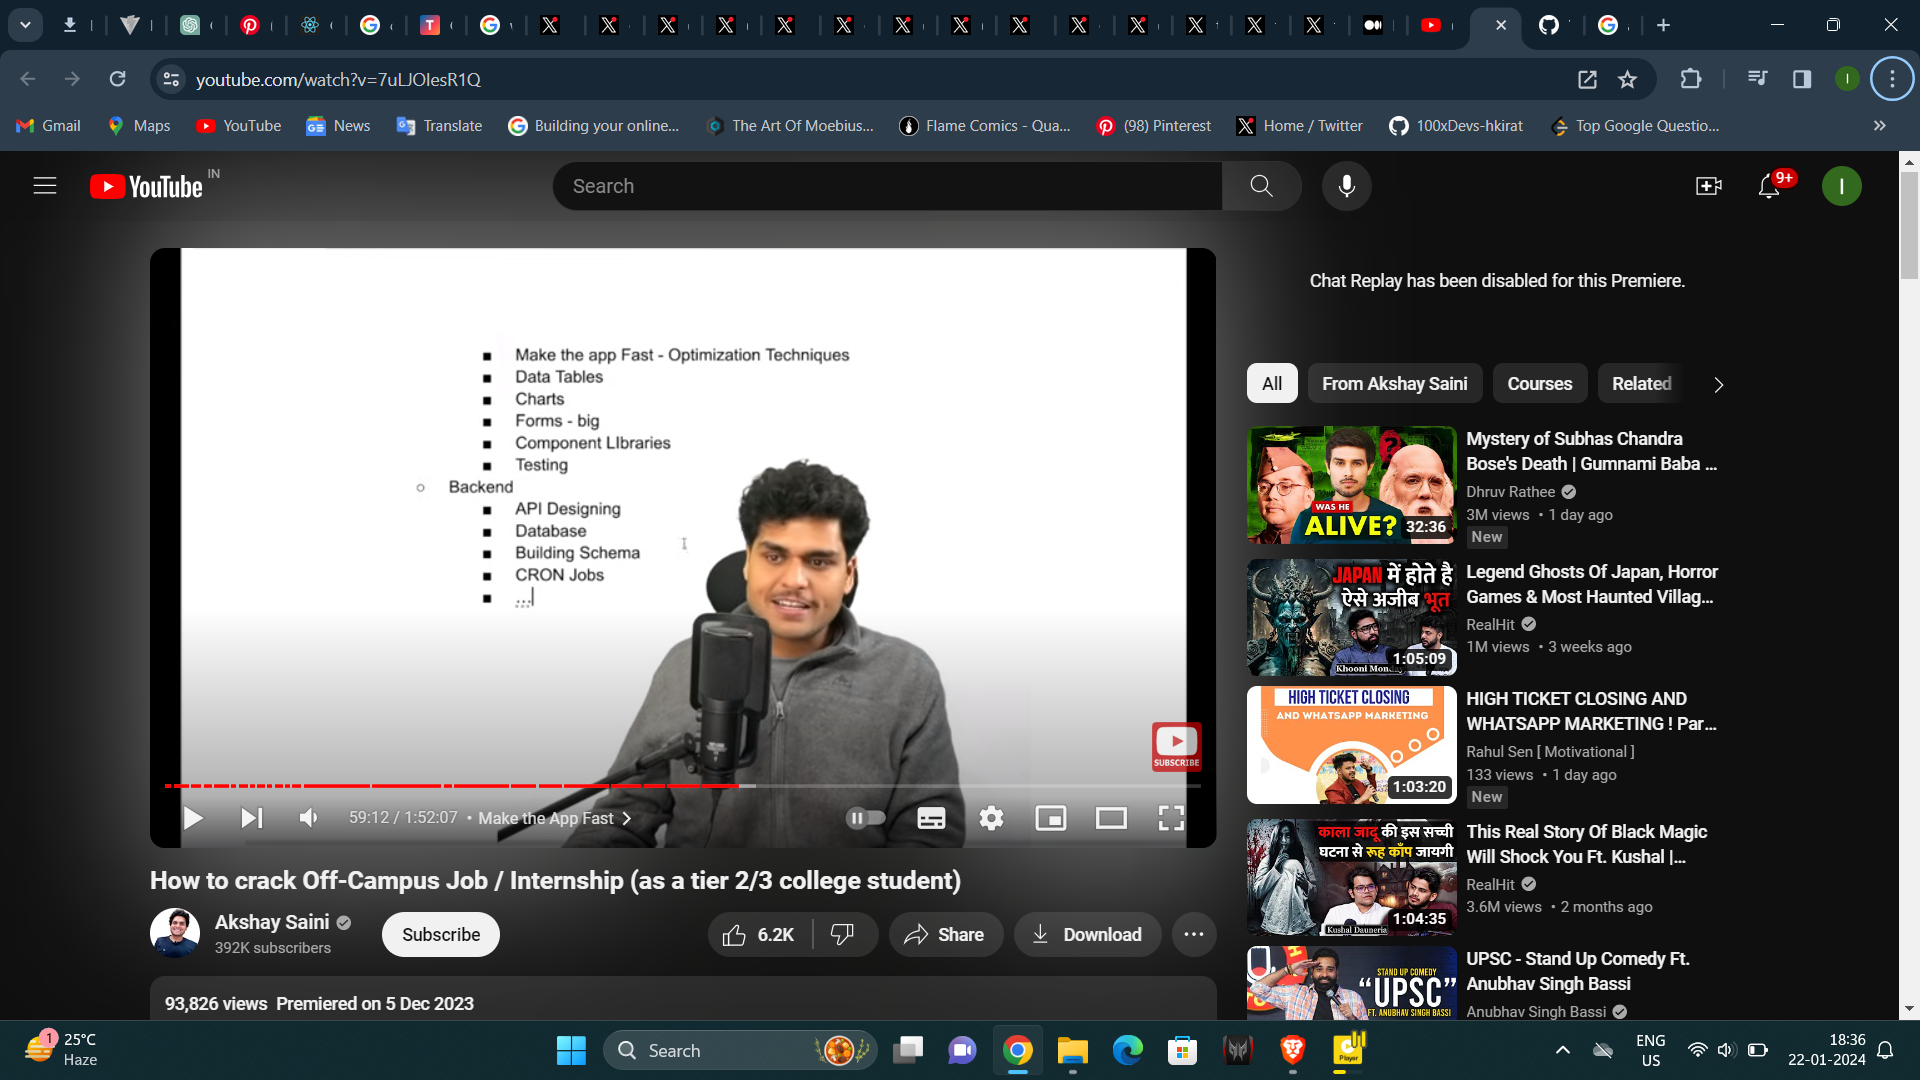 youtube.com/watch?v=7uLJOlesR1Q
Gmail Maps YouTube News Translate Building your online... The Art Of Moebius... Flame Comics - Qua... (98) Pinterest Home / Twitter 100xDevs-hkirat Top Google Questio...
YouTube IN
Search
9+
I
Make the app Fast - Optimization Techniques
Data Tables
Charts
Forms - big
Component LIbraries
Testing
Backend
API Designing
Database
Building Schema
CRON Jobs
...
SUBSCRIBE
59:12 / 1:52:07 • Make the App Fast
How to crack Off-Campus Job / Internship (as a tier 2/3 college student)
Akshay Saini
392K subscribers
Subscribe
6.2K
Share
Download
93,826 views Premiered on 5 Dec 2023
Chat Replay has been disabled for this Premiere.
All From Akshay Saini Courses Related
WAS HE
ALIVE?
32:36
Mystery of Subhas Chandra
Bose's Death | Gumnami Baba ...
Dhruv Rathee
3M views • 1 day ago
New
JAPAN में होते है
ऐसे अजीब भूत
Khooni Monday
1:05:09
Legend Ghosts Of Japan, Horror
Games & Most Haunted Villag...
RealHit
1M views • 3 weeks ago
HIGH TICKET CLOSING
AND WHATSAPP MARKETING
1:03:20
HIGH TICKET CLOSING AND
WHATSAPP MARKETING ! Par...
Rahul Sen [ Motivational ]
133 views • 1 day ago
New
काला जादू की इस सच्ची
घटना से रूह काँप जायगी
Kushal Dauneria
1:04:35
This Real Story Of Black Magic
Will Shock You Ft. Kushal |...
RealHit
3.6M views • 2 months ago
STAND UP COMEDY
“UPSC”
FT. ANUBHAV SINGH BASSI
UPSC - Stand Up Comedy Ft.
Anubhav Singh Bassi
Anubhav Singh Bassi
1
25°C
Haze
Search
Player
ENG
US
18:36
22-01-2024